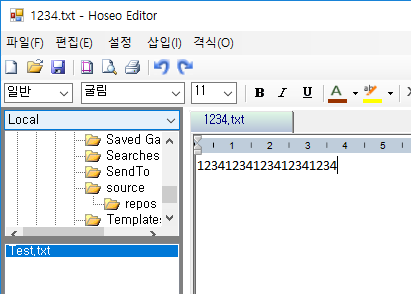 1234.txt - Hoseo Editor
파일(F) 편집(E) 설정 삽입(I) 격식(O)
일반 굴림 11 B I U A ab
Local
1234.txt
Saved Ga
Searches
SendTo
source
repos
Templates
1 2 3 4 5
12341234123412341234
Test.txt